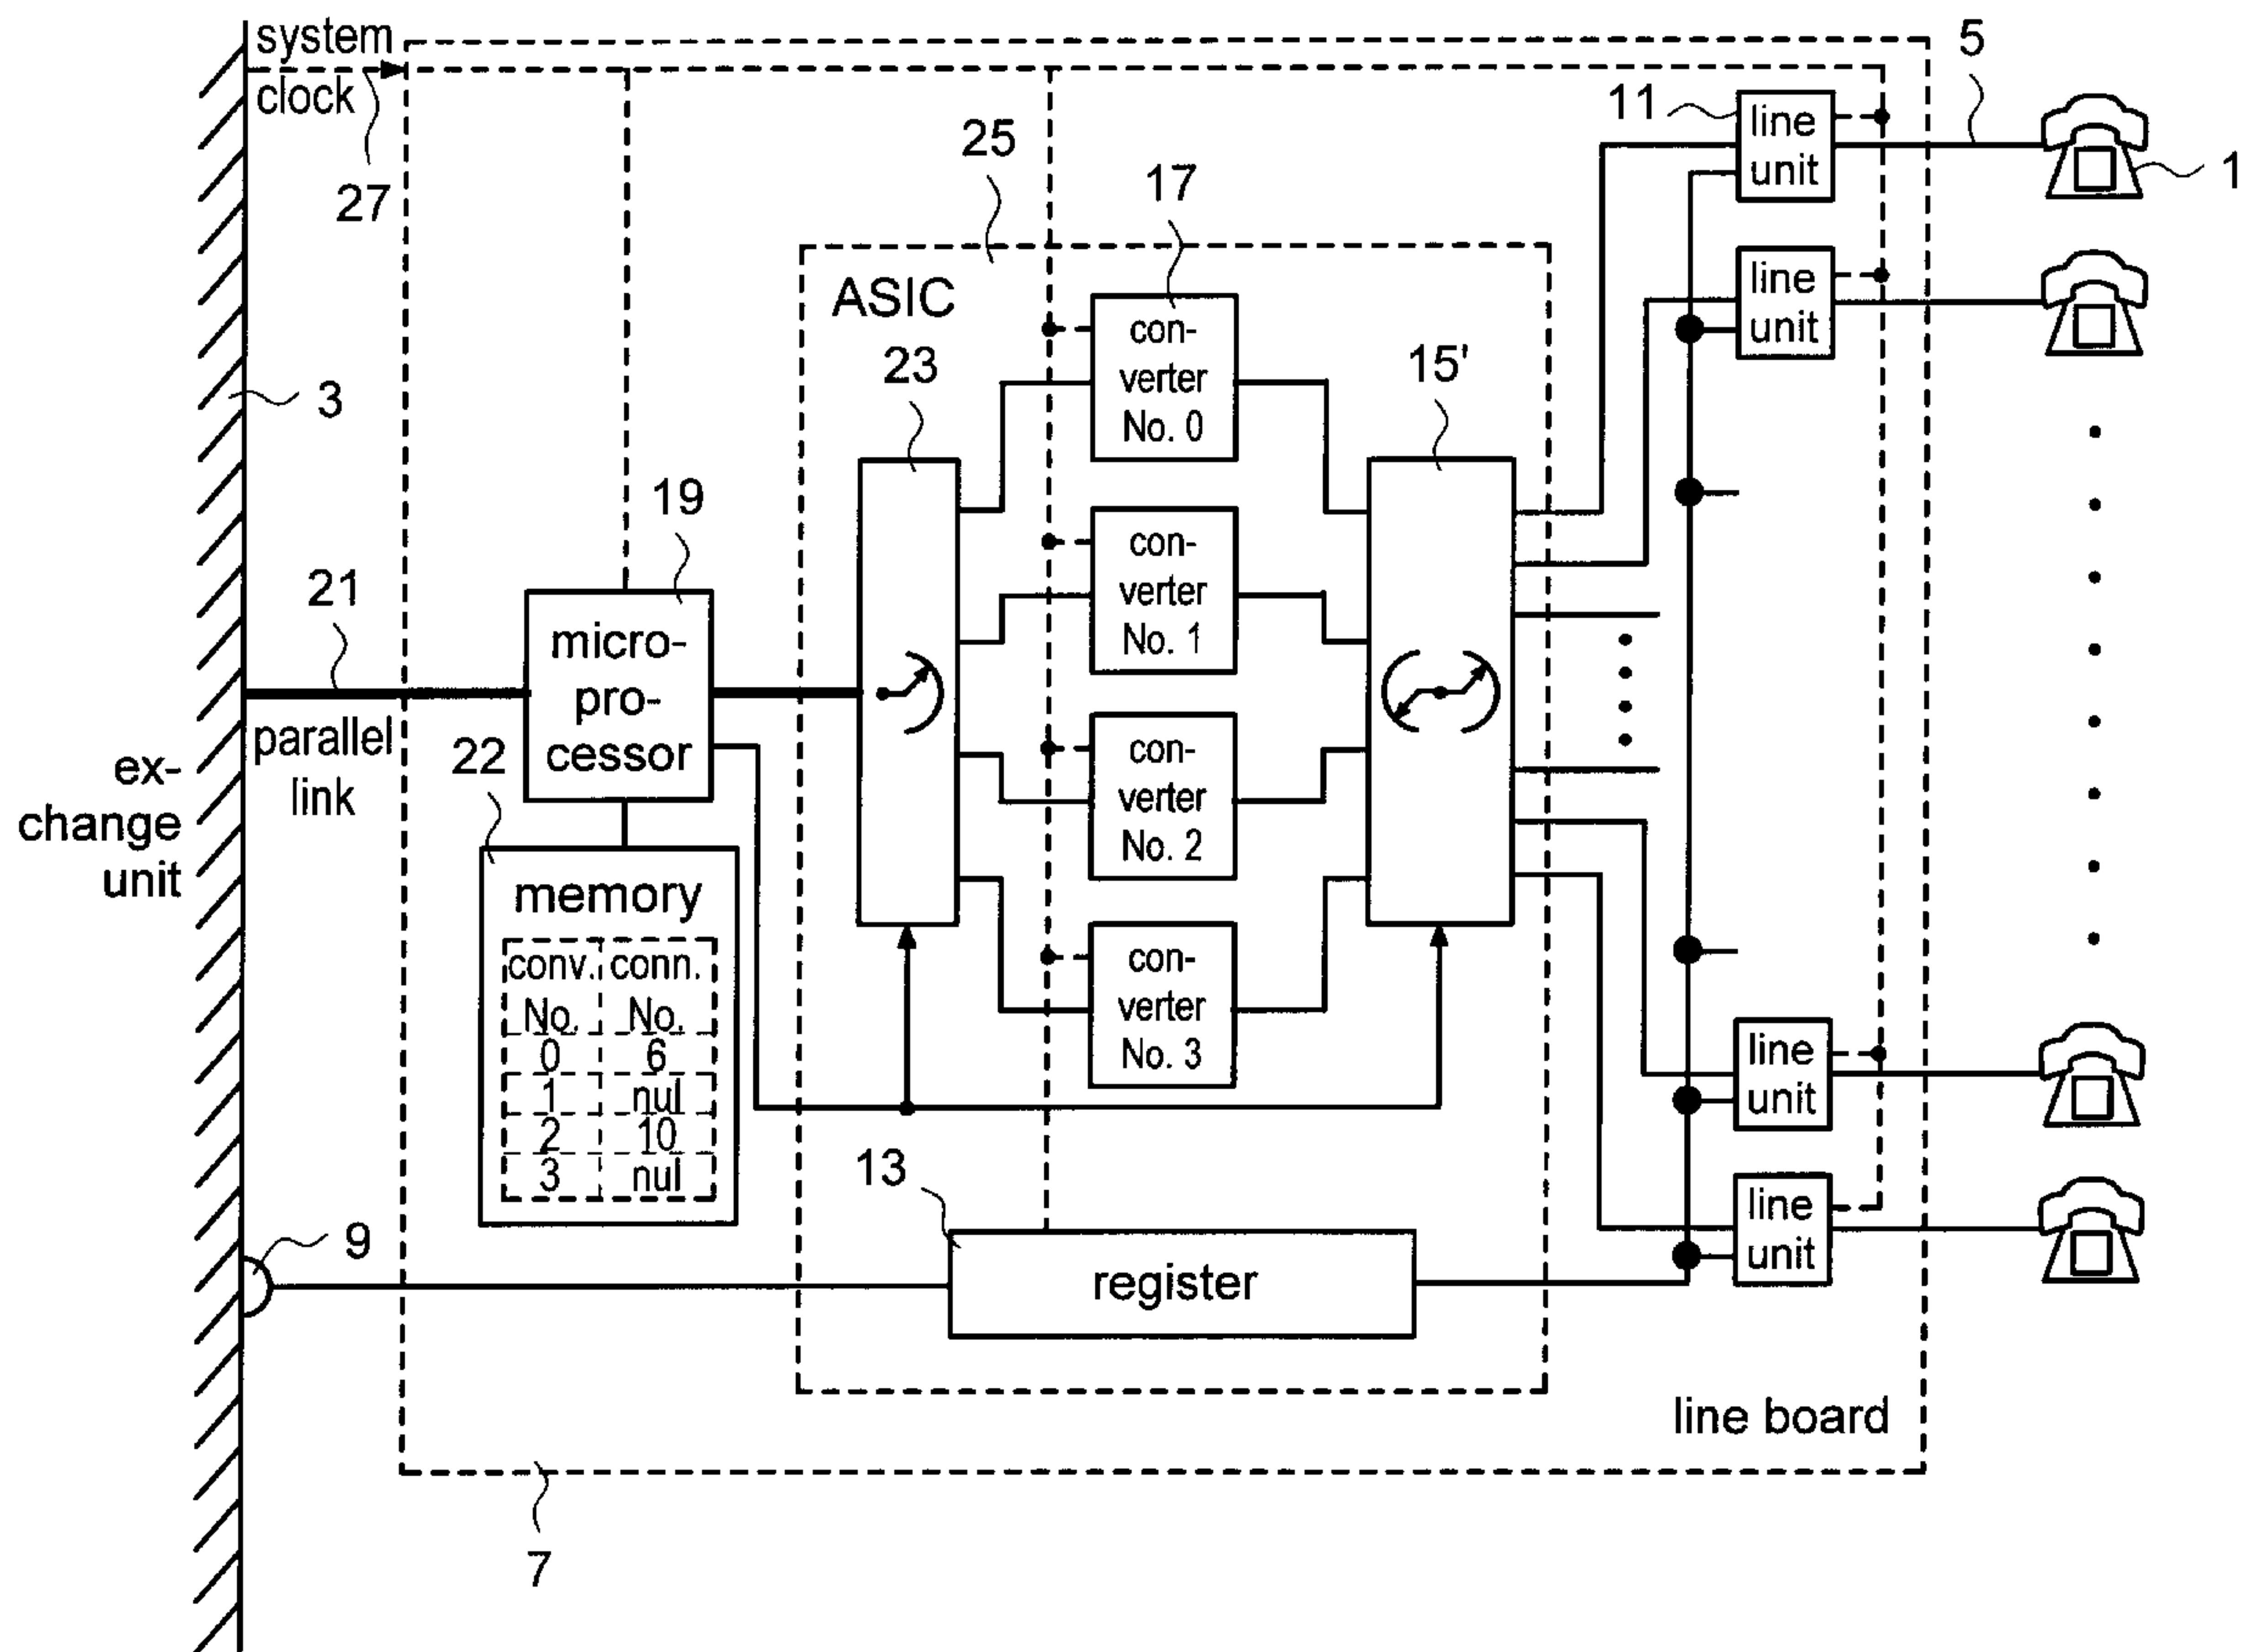 system
clock
27
5
11
line
unit
1
25
17
ASIC
con-
verter
No. 0
line
unit
23
15'
3
19
con-
verter
No. 1
21
micro-
pro-
cessor
parallel
link
22
ex-
change
unit
con-
verter
No. 2
memory
conv. conn.
No. No.
0 6
1 nul
2 10
3 nul
con-
verter
No. 3
line
unit
13
line
unit
9
register
line board
7